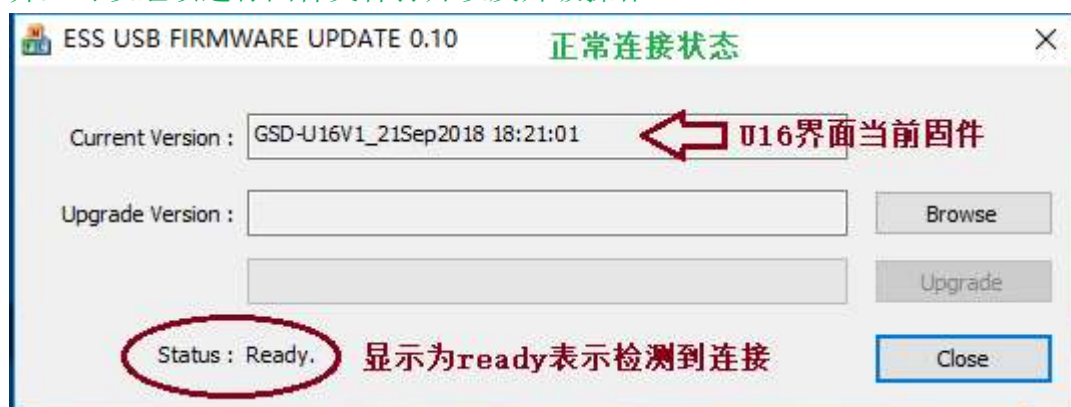 ESS USB FIRMWARE UPDATE 0.10 正常连接状态
Current Version : GSD-U16V1_21Sep2018 18:21:01 U16界面当前固件
Upgrade Version : Browse
Upgrade
Status : Ready. 显示为ready表示检测到连接 Close